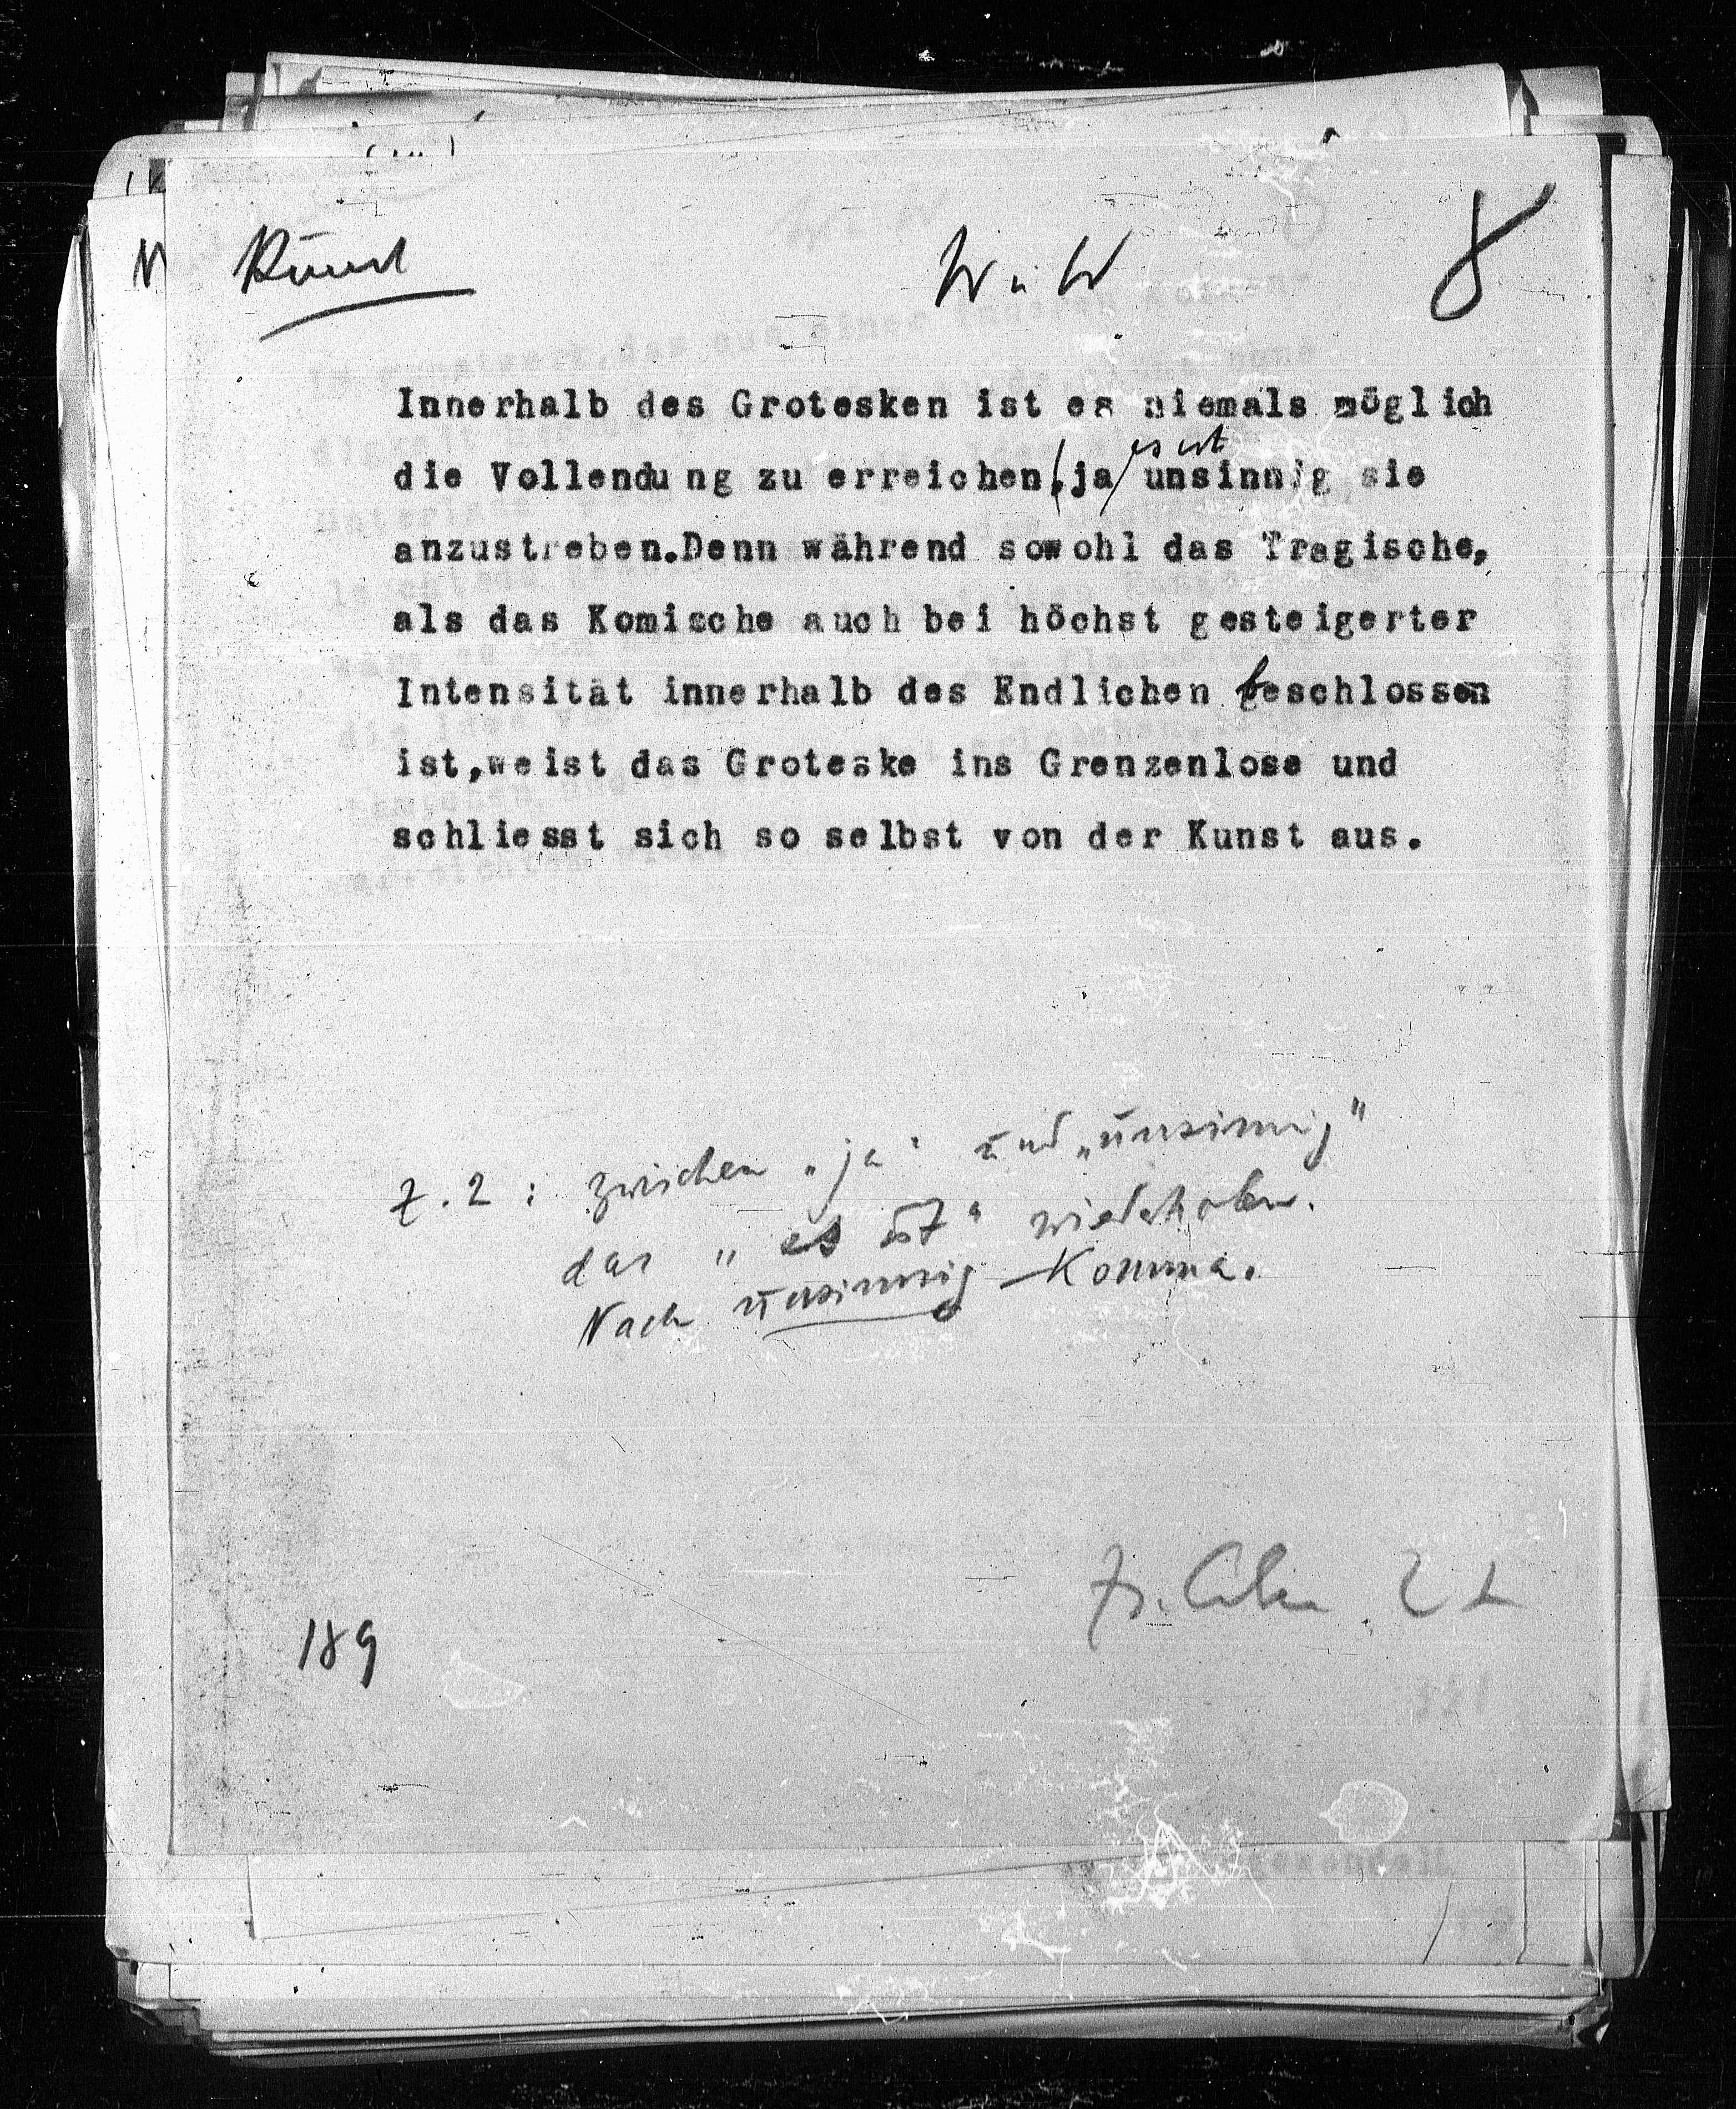 Kunst
W u W
8
Innerhalb des Grotesken ist es niemals möglich
es ist
die Vollendung zu erreichen, ja unsinnig sie
anzustreben.Denn während sowohl das Tragische,
als das Komische auch bei höchst gesteigerter
Intensität innerhalb des Endlichen beschlossen
ist,weist das Groteske ins Grenzenlose und
schliesst sich so selbst von der Kunst aus.
Z. 2 : zwischen „ja“ und „unsinnig“
das „es ist“ wiederholen.
Nach unsinnig Komma.
189